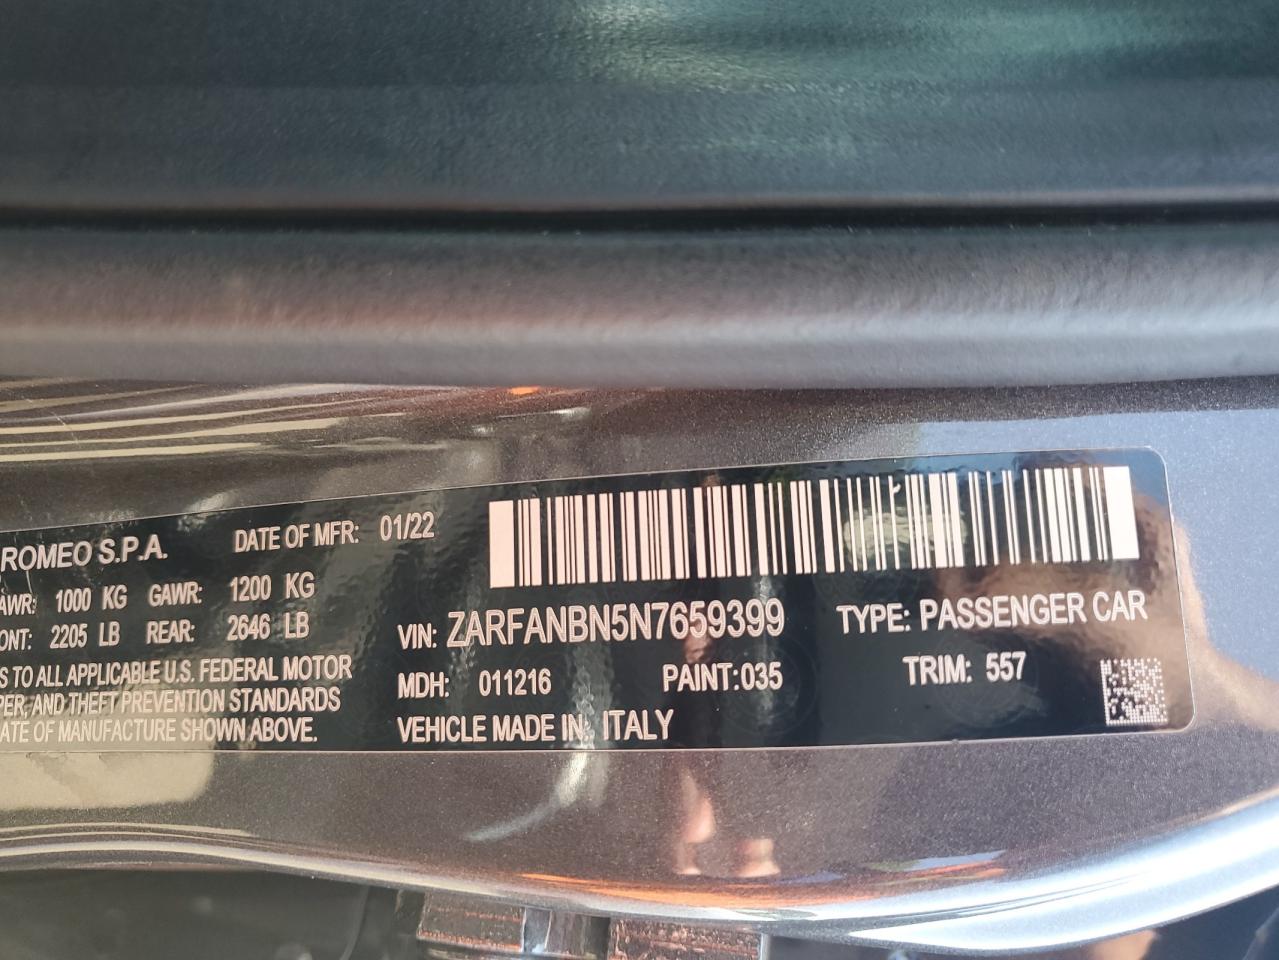 ROMEO S.P.A. DATE OF MFR: 01/22
AWR: 1000 KG GAWR: 1200 KG
ONT: 2205 LB REAR: 2646 LB
S TO ALL APPLICABLE U.S. FEDERAL MOTOR
PER, AND THEFT PREVENTION STANDARDS
ATE OF MANUFACTURE SHOWN ABOVE.
VIN: ZARFANBN5N7659399 TYPE: PASSENGER CAR
MDH: 011216 PAINT:035 TRIM: 557
VEHICLE MADE IN: ITALY